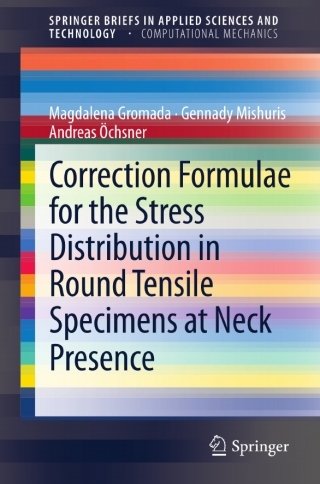 SPRINGER BRIEFS IN APPLIED SCIENCES AND
TECHNOLOGY · COMPUTATIONAL MECHANICS
Magdalena Gromada · Gennady Mishuris
Andreas Öchsner
Correction Formulae
for the Stress
Distribution in
Round Tensile
Specimens at Neck
Presence
Springer